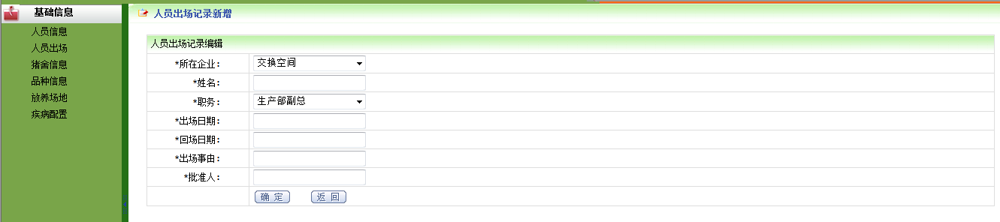 基础信息
人员信息
人员出场
猪舍信息
品种信息
放养场地
疾病配置
人员出场记录新增
人员出场记录编辑
*所在企业： 交换空间
*姓名：
*职务： 生产部副总
*出场日期：
*回场日期：
*出场事由：
*批准人：
确 定 返 回